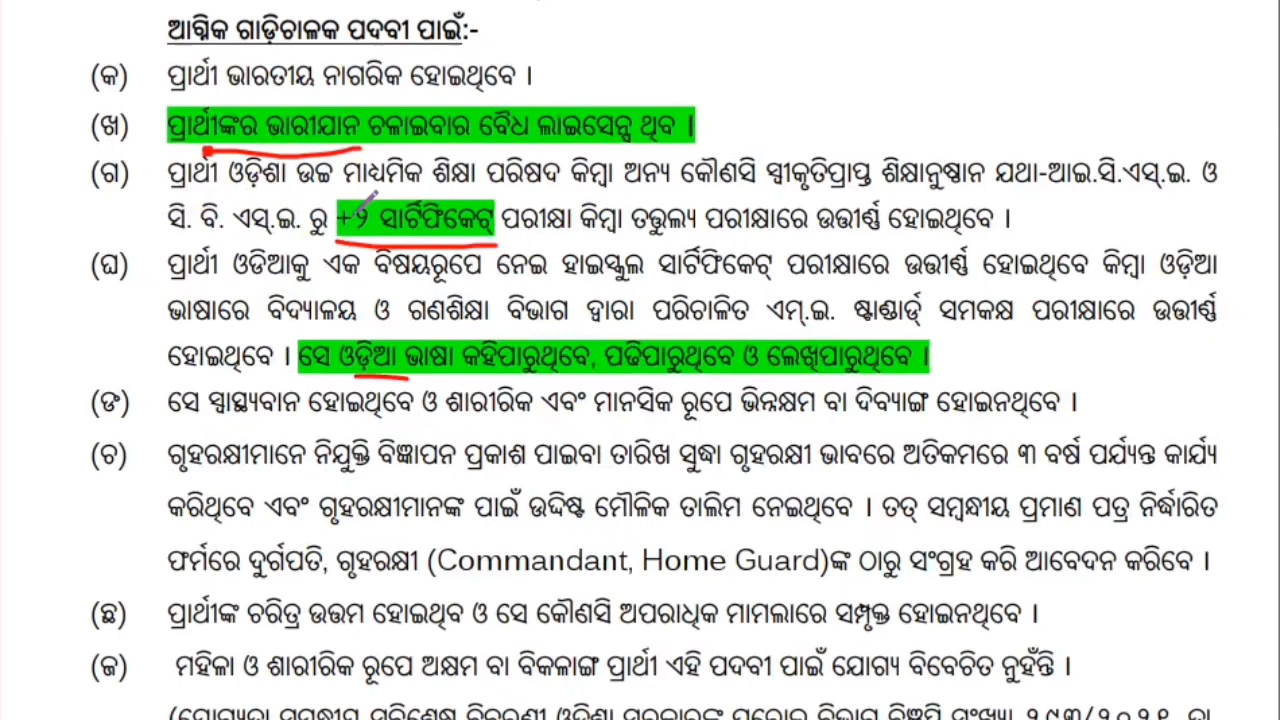 ଆଗ୍ନିକ ଗାଡ଼ିଚାଳକ ପଦବୀ ପାଇଁ:-
(କ) ପ୍ରାର୍ଥୀ ଭାରତୀୟ ନାଗରିକ ହୋଇଥିବେ ।
(ଖ) ପ୍ରାର୍ଥୀଙ୍କର ଭାରୀଯାନ ଚଳାଇବାର ବୈଧ ଲାଇସେନ୍ସ ଥିବ ।
(ଗ) ପ୍ରାର୍ଥୀ ଓଡ଼ିଶା ଉଚ୍ଚ ମାଧ୍ୟମିକ ଶିକ୍ଷା ପରିଷଦ କିମ୍ବା ଅନ୍ୟ କୌଣସି ସ୍ୱୀକୃତିପ୍ରାପ୍ତ ଶିକ୍ଷାନୁଷ୍ଠାନ ଯଥା-ଆଇ.ସି.ଏସ୍.ଇ. ଓ
ସି. ବି. ଏସ୍.ଇ. ରୁ +୨ ସାର୍ଟିଫିକେଟ୍ ପରୀକ୍ଷା କିମ୍ବା ତତ୍ତୁଲ୍ୟ ପରୀକ୍ଷାରେ ଉତ୍ତୀର୍ଣ୍ଣ ହୋଇଥିବେ ।
(ଘ) ପ୍ରାର୍ଥୀ ଓଡିଆକୁ ଏକ ବିଷୟରୂପେ ନେଇ ହାଇସ୍କୁଲ ସାର୍ଟିଫିକେଟ୍ ପରୀକ୍ଷାରେ ଉତ୍ତୀର୍ଣ୍ଣ ହୋଇଥିବେ କିମ୍ବା ଓଡ଼ିଆ
ଭାଷାରେ ବିଦ୍ୟାଳୟ ଓ ଗଣଶିକ୍ଷା ବିଭାଗ ଦ୍ୱାରା ପରିଚାଳିତ ଏମ୍.ଇ. ଷ୍ଟାଣ୍ଡାର୍ଡ୍ ସମକକ୍ଷ ପରୀକ୍ଷାରେ ଉତ୍ତୀର୍ଣ୍ଣ
ହୋଇଥିବେ । ସେ ଓଡ଼ିଆ ଭାଷା କହିପାରୁଥିବେ, ପଢିପାରୁଥିବେ ଓ ଲେଖିପାରୁଥିବେ ।
(ଙ) ସେ ସ୍ୱାସ୍ଥ୍ୟବାନ ହୋଇଥିବେ ଓ ଶାରୀରିକ ଏବଂ ମାନସିକ ରୂପେ ଭିନ୍ନକ୍ଷମ ବା ଦିବ୍ୟାଙ୍ଗ ହୋଇନଥିବେ ।
(ଚ) ଗୃହରକ୍ଷୀମାନେ ନିଯୁକ୍ତି ବିଜ୍ଞାପନ ପ୍ରକାଶ ପାଇବା ତାରିଖ ସୁଦ୍ଧା ଗୃହରକ୍ଷୀ ଭାବରେ ଅତିକମରେ ୩ ବର୍ଷ ପର୍ଯ୍ୟନ୍ତ କାର୍ଯ୍ୟ
କରିଥିବେ ଏବଂ ଗୃହରକ୍ଷୀମାନଙ୍କ ପାଇଁ ଉଦ୍ଦିଷ୍ଟ ମୌଳିକ ତାଲିମ ନେଇଥିବେ । ତତ୍ ସମ୍ବନ୍ଧୀୟ ପ୍ରମାଣ ପତ୍ର ନିର୍ଦ୍ଧାରିତ
ଫର୍ମରେ ଦୁର୍ଗପତି, ଗୃହରକ୍ଷୀ (Commandant, Home Guard)ଙ୍କ ଠାରୁ ସଂଗ୍ରହ କରି ଆବେଦନ କରିବେ ।
(ଛ) ପ୍ରାର୍ଥୀଙ୍କ ଚରିତ୍ର ଉତ୍ତମ ହୋଇଥିବ ଓ ସେ କୌଣସି ଅପରାଧିକ ମାମଲାରେ ସମ୍ପୃକ୍ତ ହୋଇନଥିବେ ।
(ଜ) ମହିଳା ଓ ଶାରୀରିକ ରୂପେ ଅକ୍ଷମ ବା ବିକଳାଙ୍ଗ ପ୍ରାର୍ଥୀ ଏହି ପଦବୀ ପାଇଁ ଯୋଗ୍ୟ ବିବେଚିତ ନୁହଁନ୍ତି ।